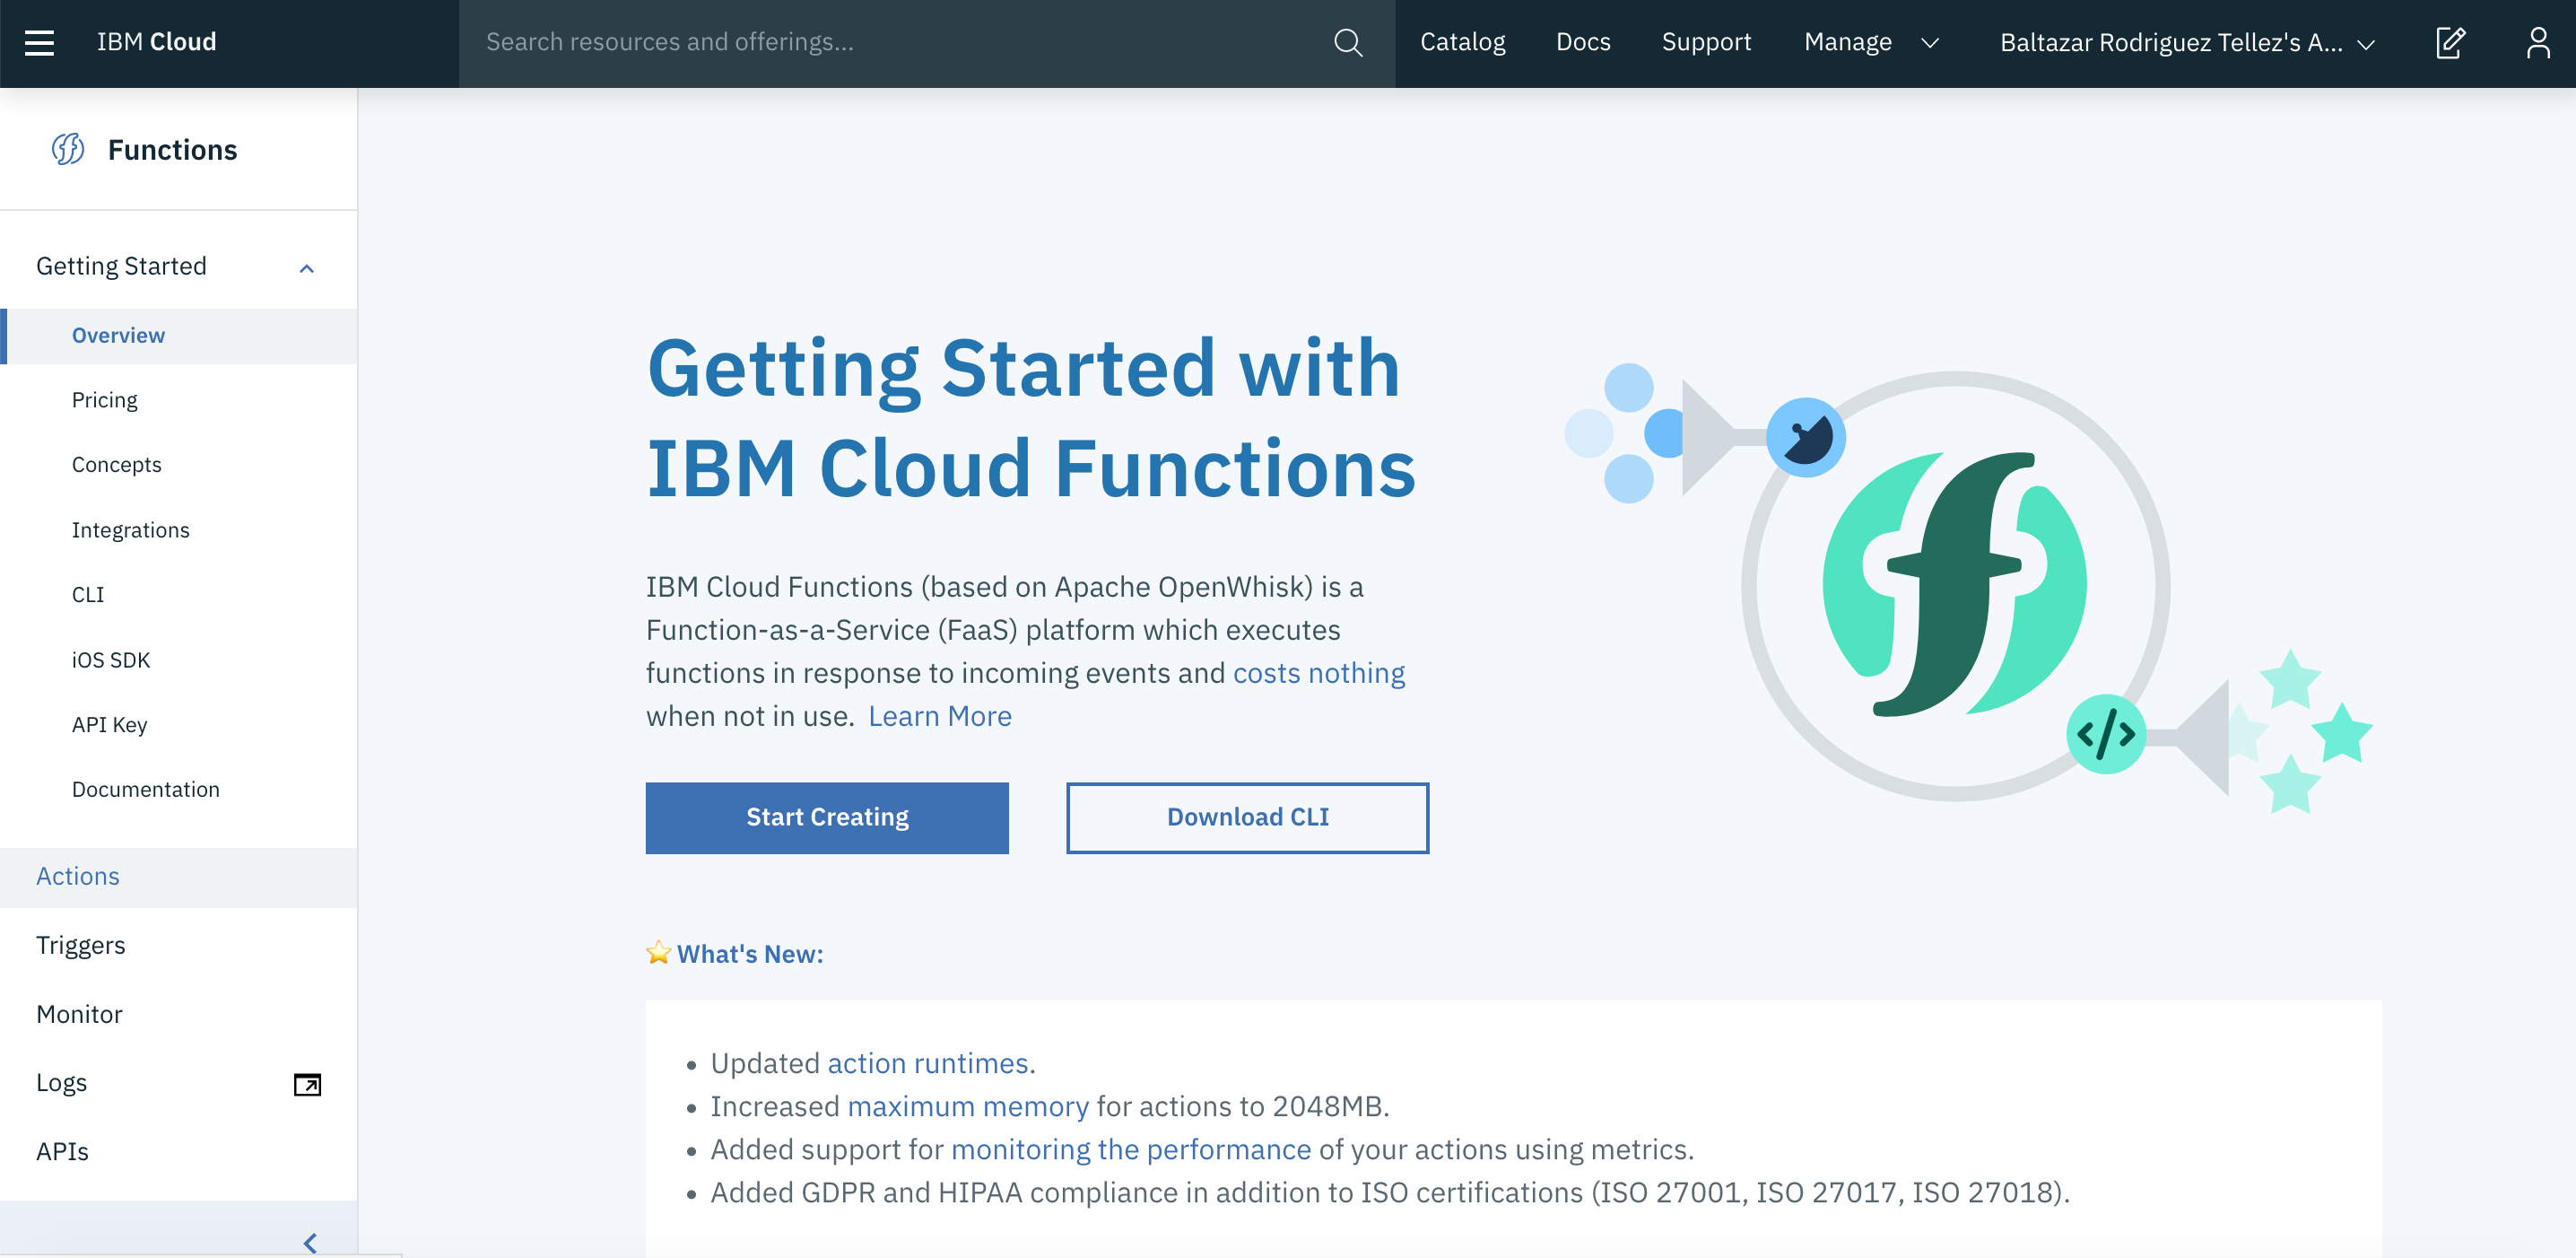 IBM Cloud
Search resources and offerings...
Catalog
Docs
Support
Manage
Baltazar Rodriguez Tellez's A...
Functions
Getting Started
Overview
Pricing
Concepts
Integrations
CLI
iOS SDK
API Key
Documentation
Actions
Triggers
Monitor
Logs
APIs
Getting Started with
IBM Cloud Functions
IBM Cloud Functions (based on Apache OpenWhisk) is a
Function-as-a-Service (FaaS) platform which executes
functions in response to incoming events and costs nothing
when not in use. Learn More
Start Creating
Download CLI
⭐ What's New:
• Updated action runtimes.
• Increased maximum memory for actions to 2048MB.
• Added support for monitoring the performance of your actions using metrics.
• Added GDPR and HIPAA compliance in addition to ISO certifications (ISO 27001, ISO 27017, ISO 27018).